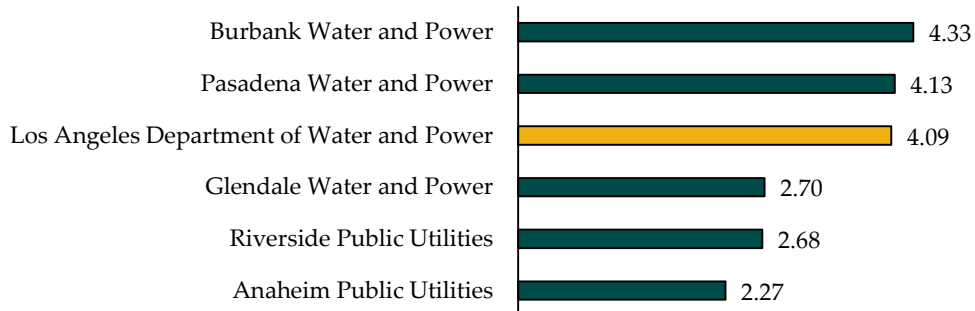 Burbank Water and Power 4.33
Pasadena Water and Power 4.13
Los Angeles Department of Water and Power 4.09
Glendale Water and Power 2.70
Riverside Public Utilities 2.68
Anaheim Public Utilities 2.27